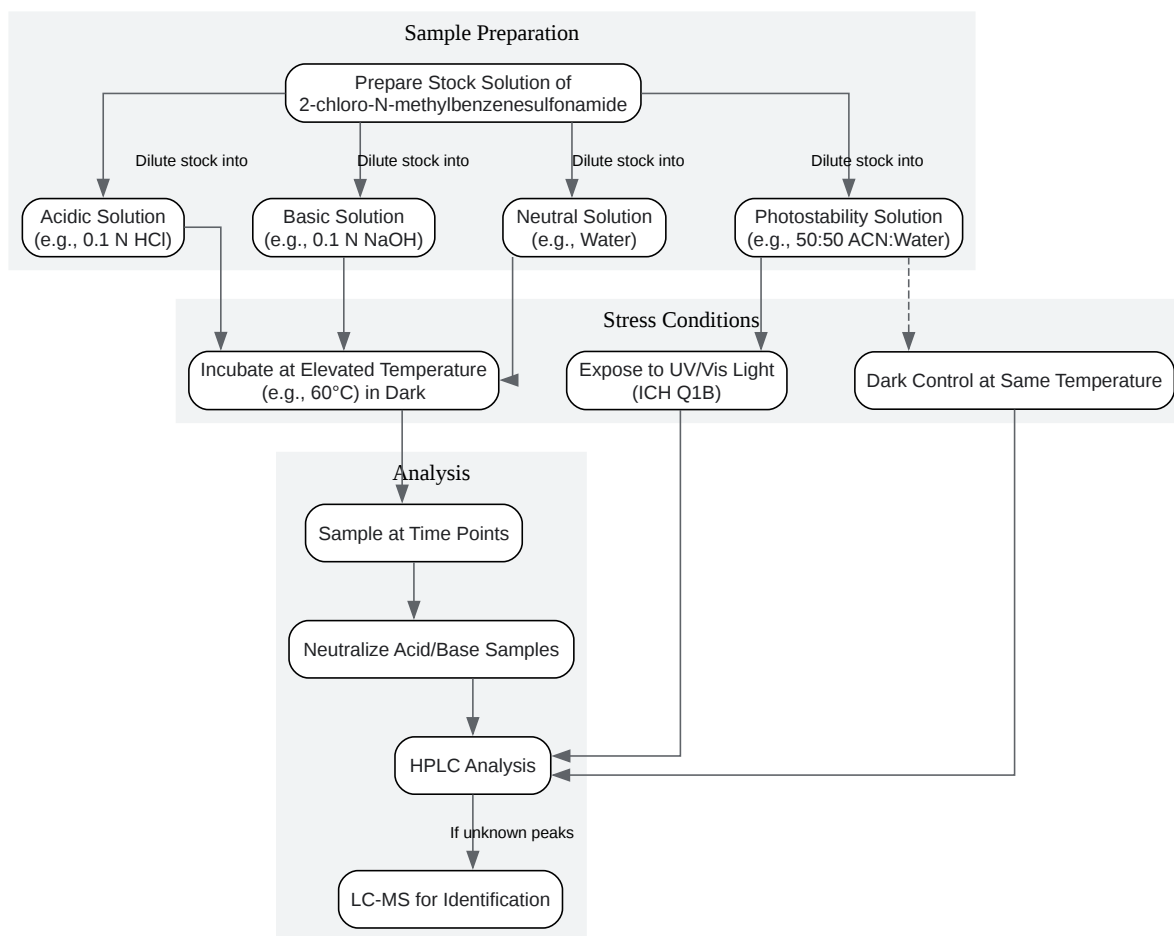 Sample Preparation
Prepare Stock Solution of
2-chloro-N-methylbenzenesulfonamide
Dilute stock into
Dilute stock into
Dilute stock into
Dilute stock into
Acidic Solution
(e.g., 0.1 N HCl)
Basic Solution
(e.g., 0.1 N NaOH)
Neutral Solution
(e.g., Water)
Photostability Solution
(e.g., 50:50 ACN:Water)
Stress Conditions
Incubate at Elevated Temperature
(e.g., 60°C) in Dark
Expose to UV/Vis Light
(ICH Q1B)
Dark Control at Same Temperature
Analysis
Sample at Time Points
Neutralize Acid/Base Samples
HPLC Analysis
If unknown peaks
LC-MS for Identification